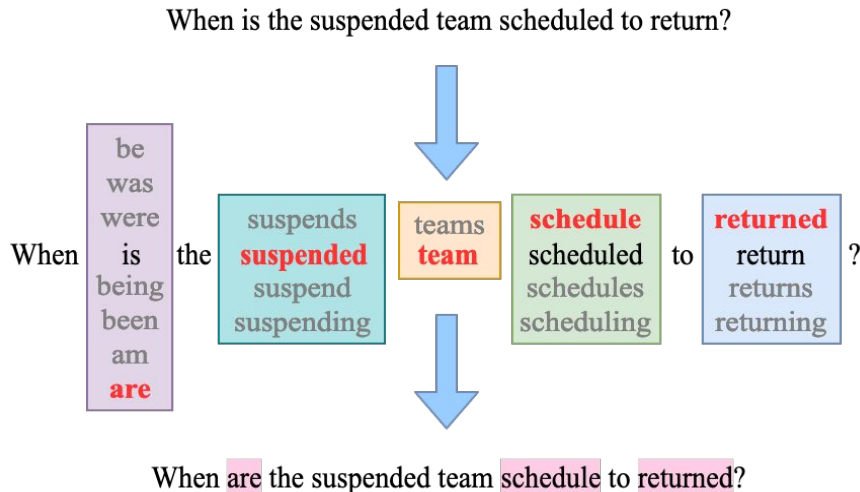 When is the suspended team scheduled to return?
When
be
was
were
is
being
been
am
are
the
suspends
suspended
suspend
suspending
teams
team
schedule
scheduled
schedules
scheduling
to
returned
return
returns
returning
?
When are the suspended team schedule to returned?